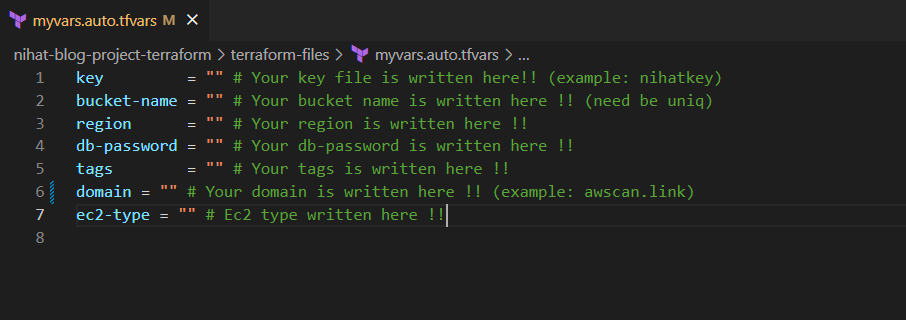 myvars.auto.tfvars M ×
nihat-blog-project-terraform > terraform-files > myvars.auto.tfvars > ...
1 key         = "" # Your key file is written here!! (example: nihatkey)
2 bucket-name = "" # Your bucket name is written here !! (need be uniq)
3 region      = "" # Your region is written here !!
4 db-password = "" # Your db-password is written here !!
5 tags        = "" # Your tags is written here !!
6 domain = "" # Your domain is written here !! (example: awscan.link)
7 ec2-type = "" # Ec2 type written here !!
8